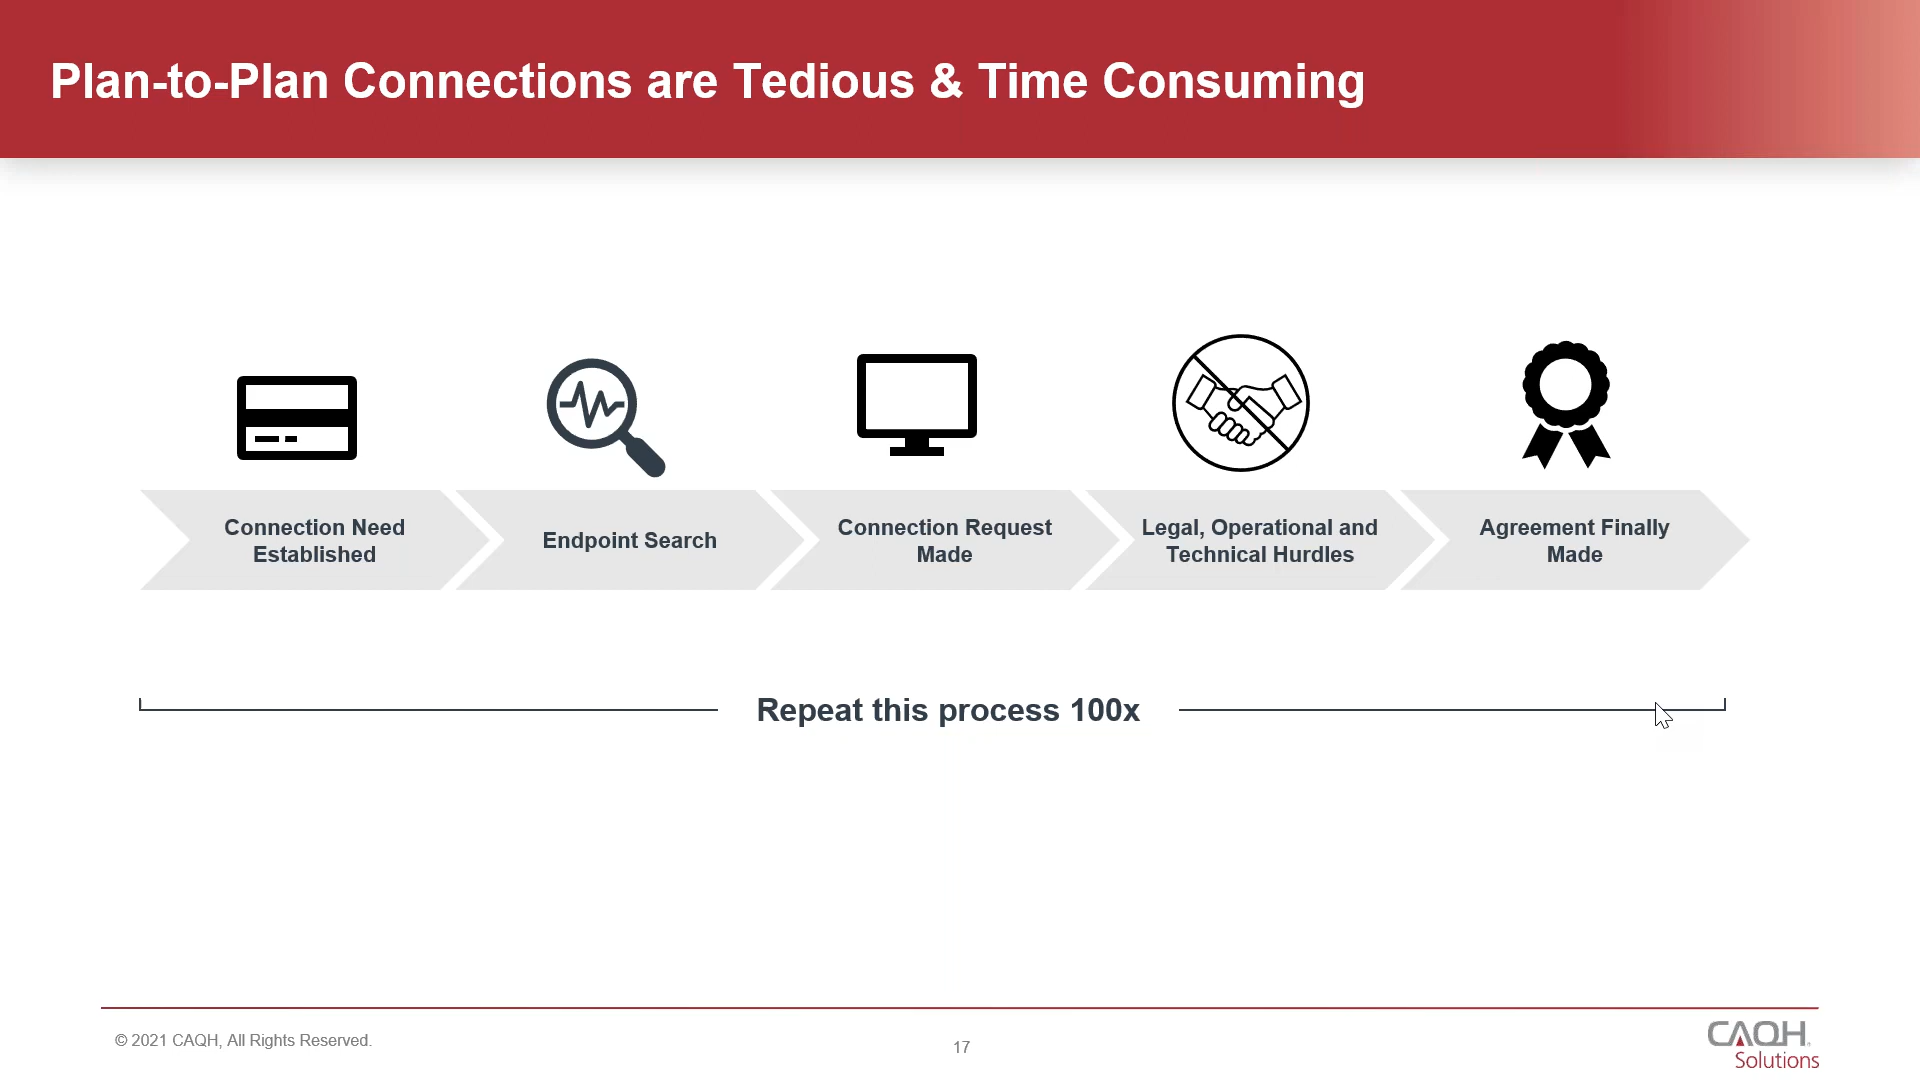 Plan-to-Plan Connections are Tedious & Time Consuming
Connection Need
Established
Endpoint Search
Connection Request
Made
Legal, Operational and
Technical Hurdles
Agreement Finally
Made
Repeat this process 100x
© 2021 CAQH, All Rights Reserved.
17
CAQH®
Solutions